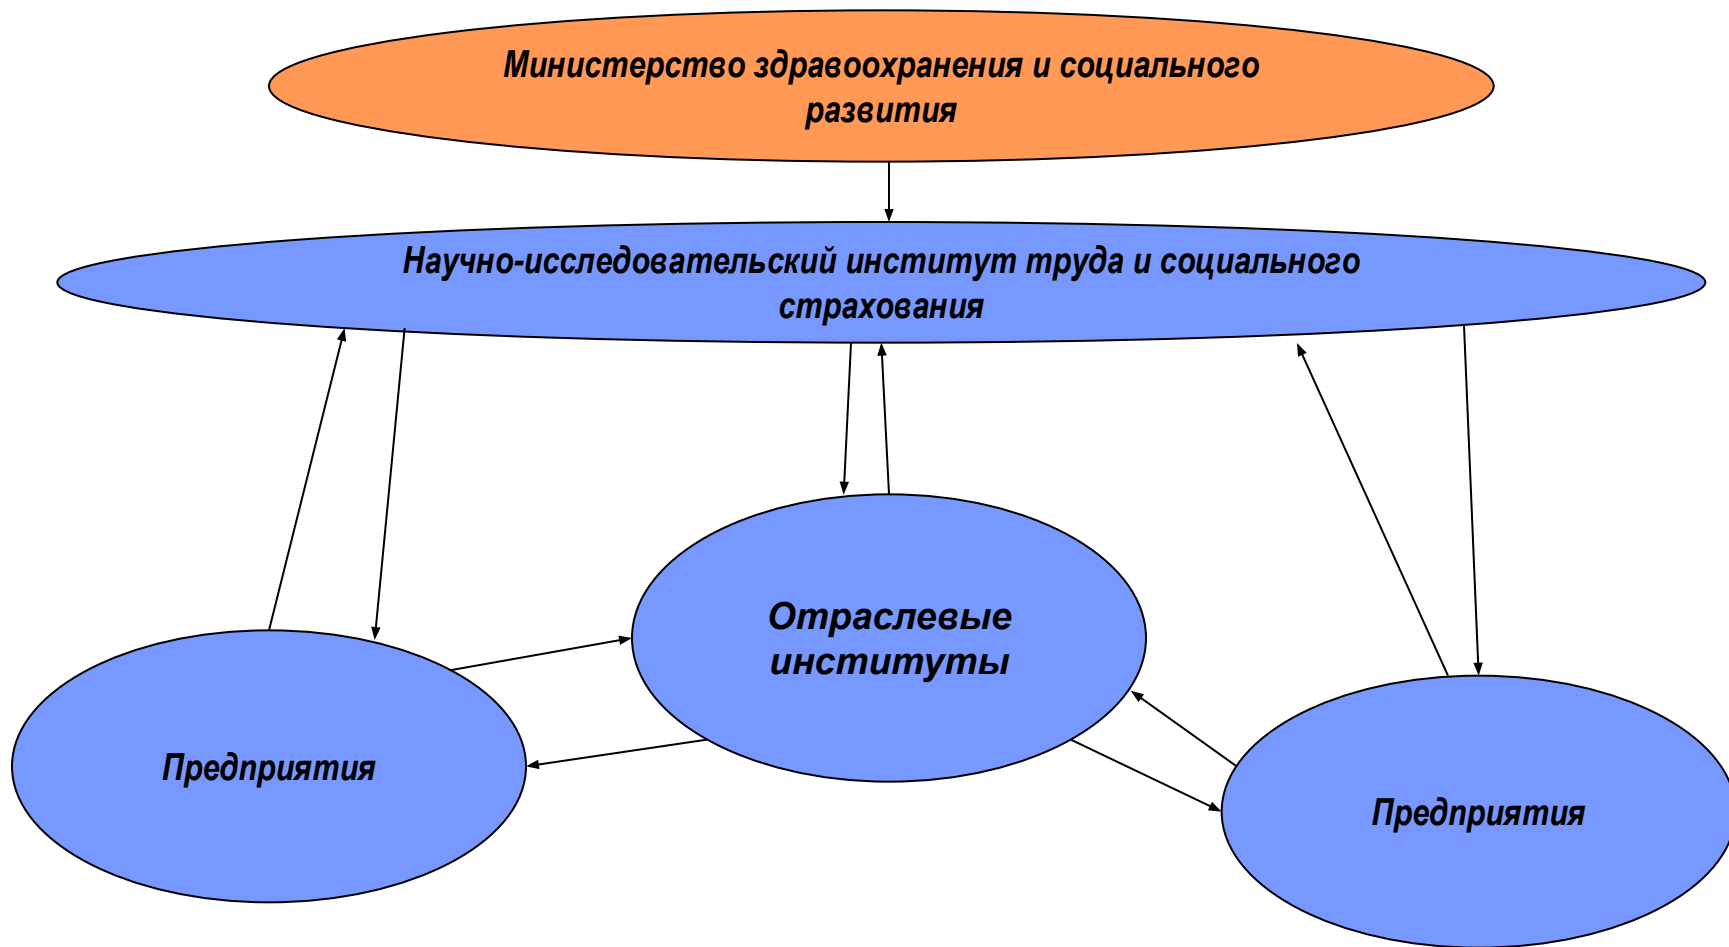 Министерство здравоохранения и социального
развития
Научно-исследовательский институт труда и социального
страхования
Отраслевые
институты
Предприятия
Предприятия